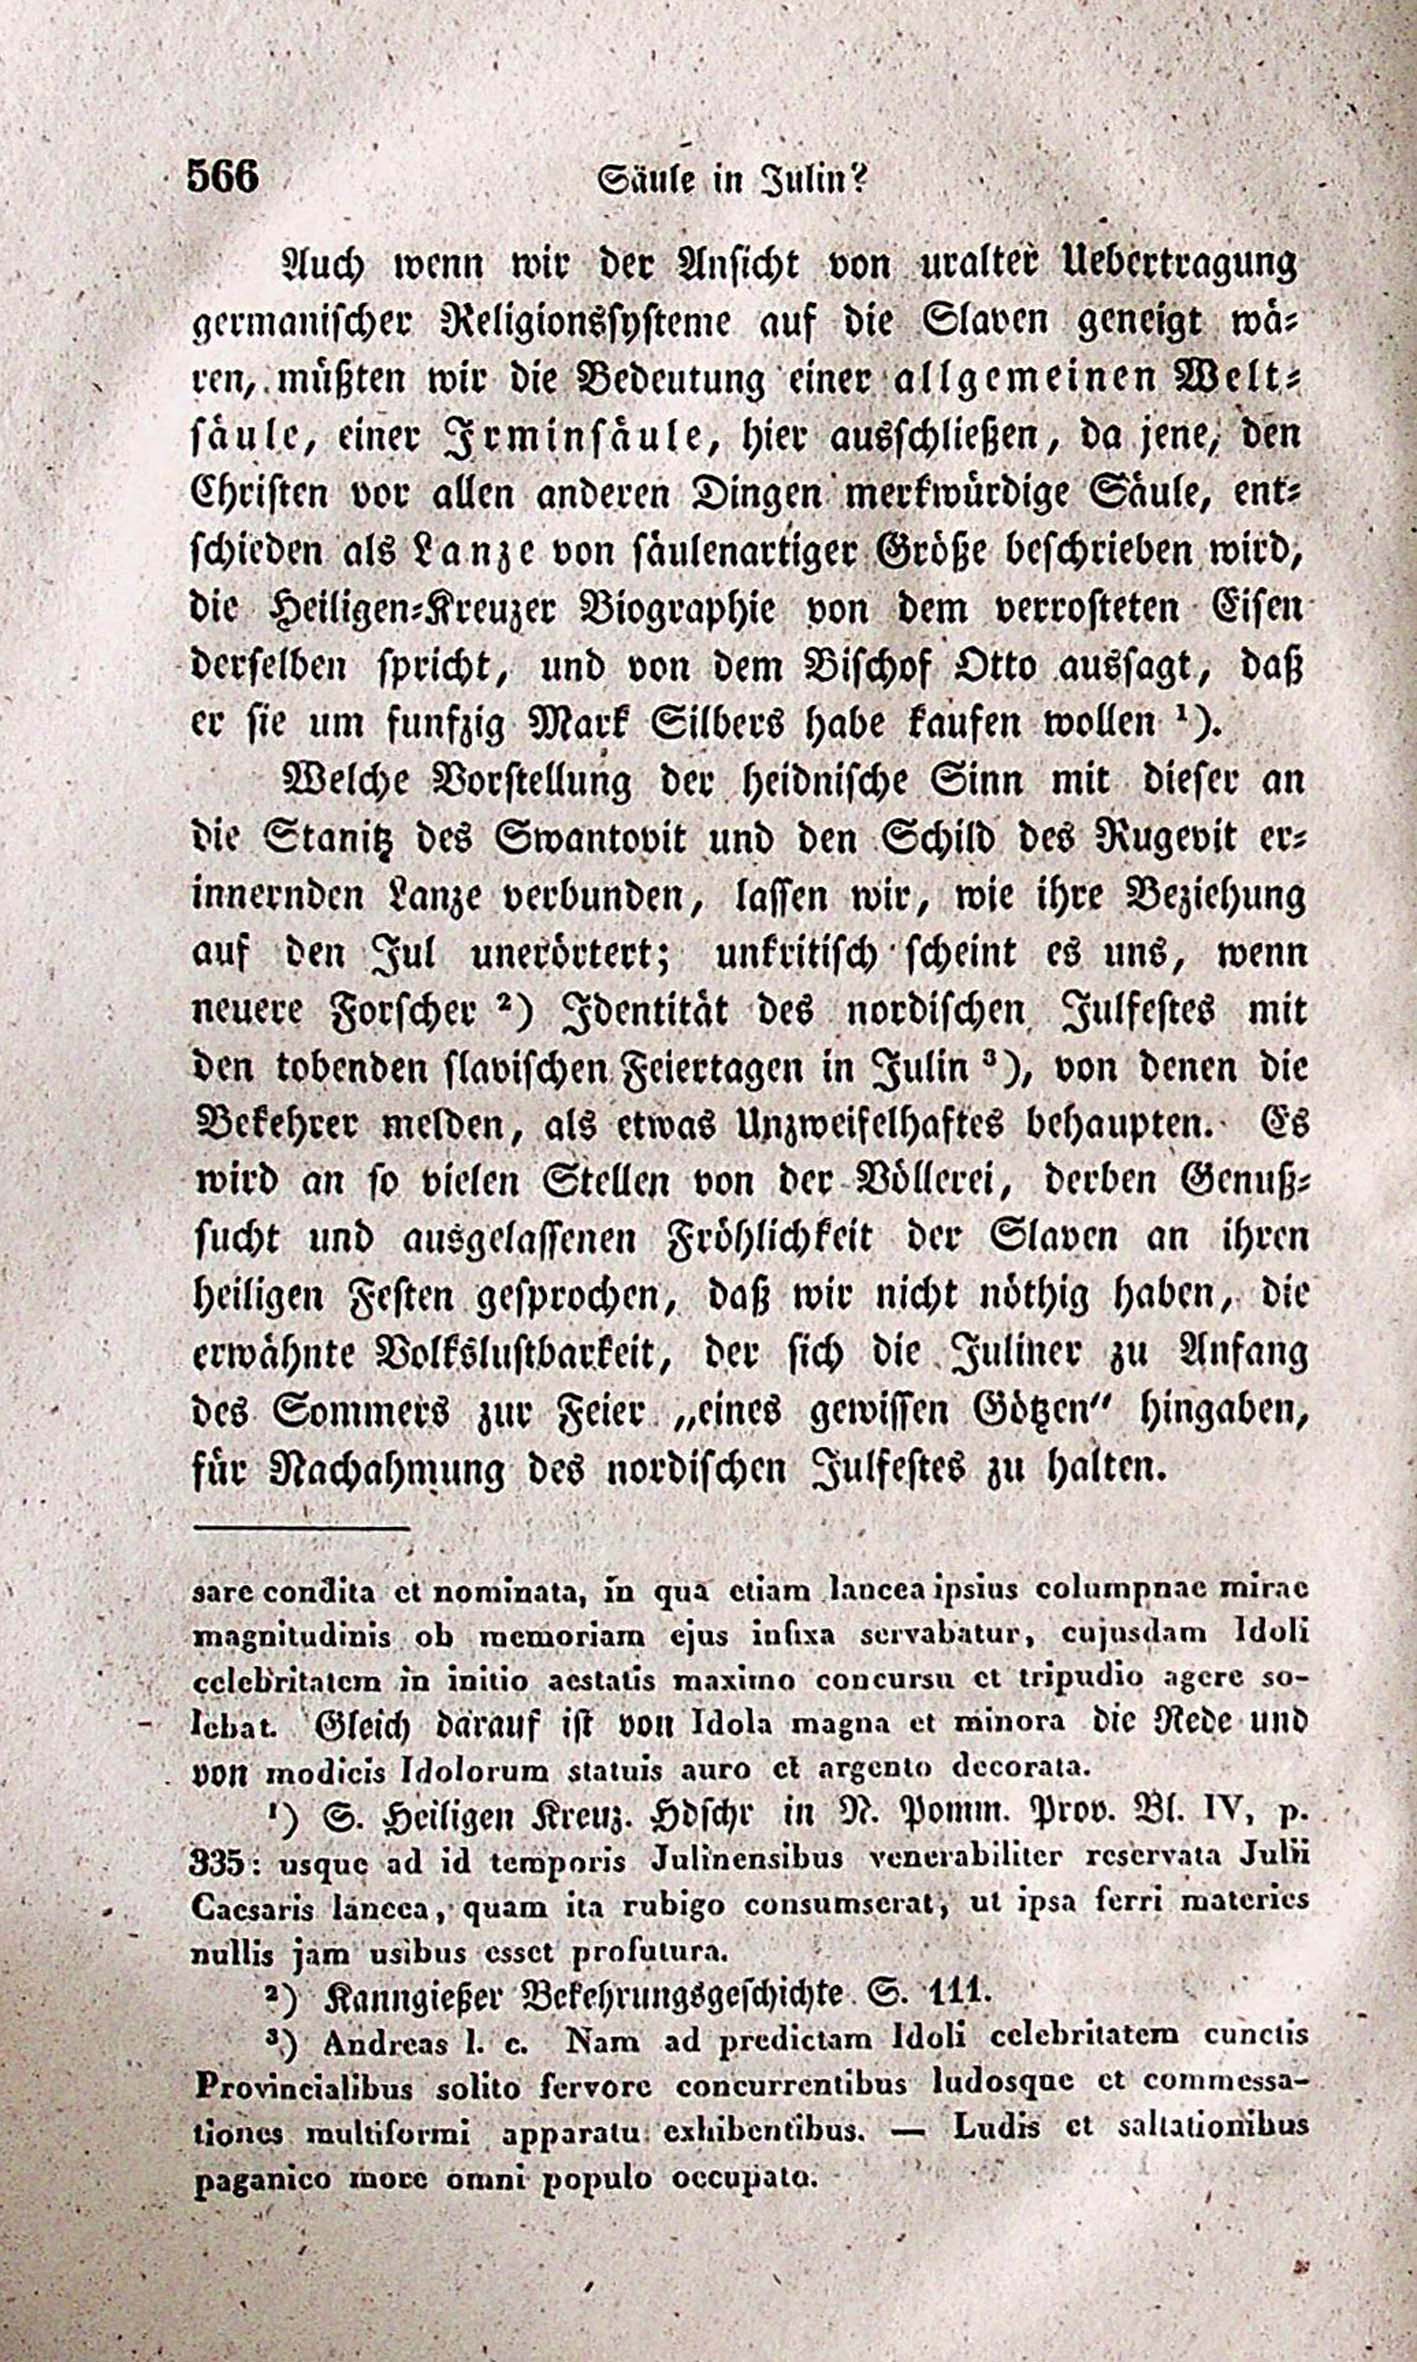 566 Säule in Julin?
Auch wenn wir der Ansicht von uralter Uebertragung
germanischer Religionssysteme auf die Slaven geneigt wä-
ren, müßten wir die Bedeutung einer allgemeinen Welt-
säule, einer Irminsäule, hier ausschließen, da jene, den
Christen vor allen anderen Dingen merkwürdige Säule, ent-
schieden als Lanze von säulenartiger Größe beschrieben wird,
die Heiligen-Kreuzer Biographie von dem verrosteten Eisen
derselben spricht, und von dem Bischof Otto aussagt, daß
er sie um funfzig Mark Silbers habe kaufen wollen ¹).
Welche Vorstellung der heidnische Sinn mit dieser an
die Stanitz des Swantovit und den Schild des Rugevit er-
innernden Lanze verbunden, lassen wir, wie ihre Beziehung
auf den Jul unerörtert; unkritisch scheint es uns, wenn
neuere Forscher ²) Identität des nordischen Julfestes mit
den tobenden slavischen Feiertagen in Julin ³), von denen die
Bekehrer melden, als etwas Unzweifelhaftes behaupten. Es
wird an so vielen Stellen von der Völlerei, derben Genuß-
sucht und ausgelassenen Fröhlichkeit der Slaven an ihren
heiligen Festen gesprochen, daß wir nicht nöthig haben, die
erwähnte Volkslustbarkeit, der sich die Juliner zu Anfang
des Sommers zur Feier „eines gewissen Götzen“ hingaben,
für Nachahmung des nordischen Julfestes zu halten.
sare condita et nominata, in qua etiam lancea ipsius columpnae mirae
magnitudinis ob memoriam ejus infixa servabatur, cujusdam Idoli
celebritatem in initio aestatis maximo concursu et tripudio agere so-
lebat. Gleich darauf ist von Idola magna et minora die Rede und
von modicis Idolorum statuis auro et argento decorata.
¹) S. Heiligen Kreuz. Hdschr in N. Pomm. Prov. Bl. IV, p.
335: usque ad id temporis Julinensibus venerabiliter reservata Julii
Caesaris lancea, quam ita rubigo consumserat, ut ipsa ferri materies
nullis jam usibus esset profutura.
²) Kanngießer Bekehrungsgeschichte S. 111.
³) Andreas l. c. Nam ad predictam Idoli celebritatem cunctis
Provincialibus solito fervore concurrentibus ludosque et commessa-
tiones multiformi apparatu exhibentibus. — Ludis et saltationibus
paganico more omni populo occupato.